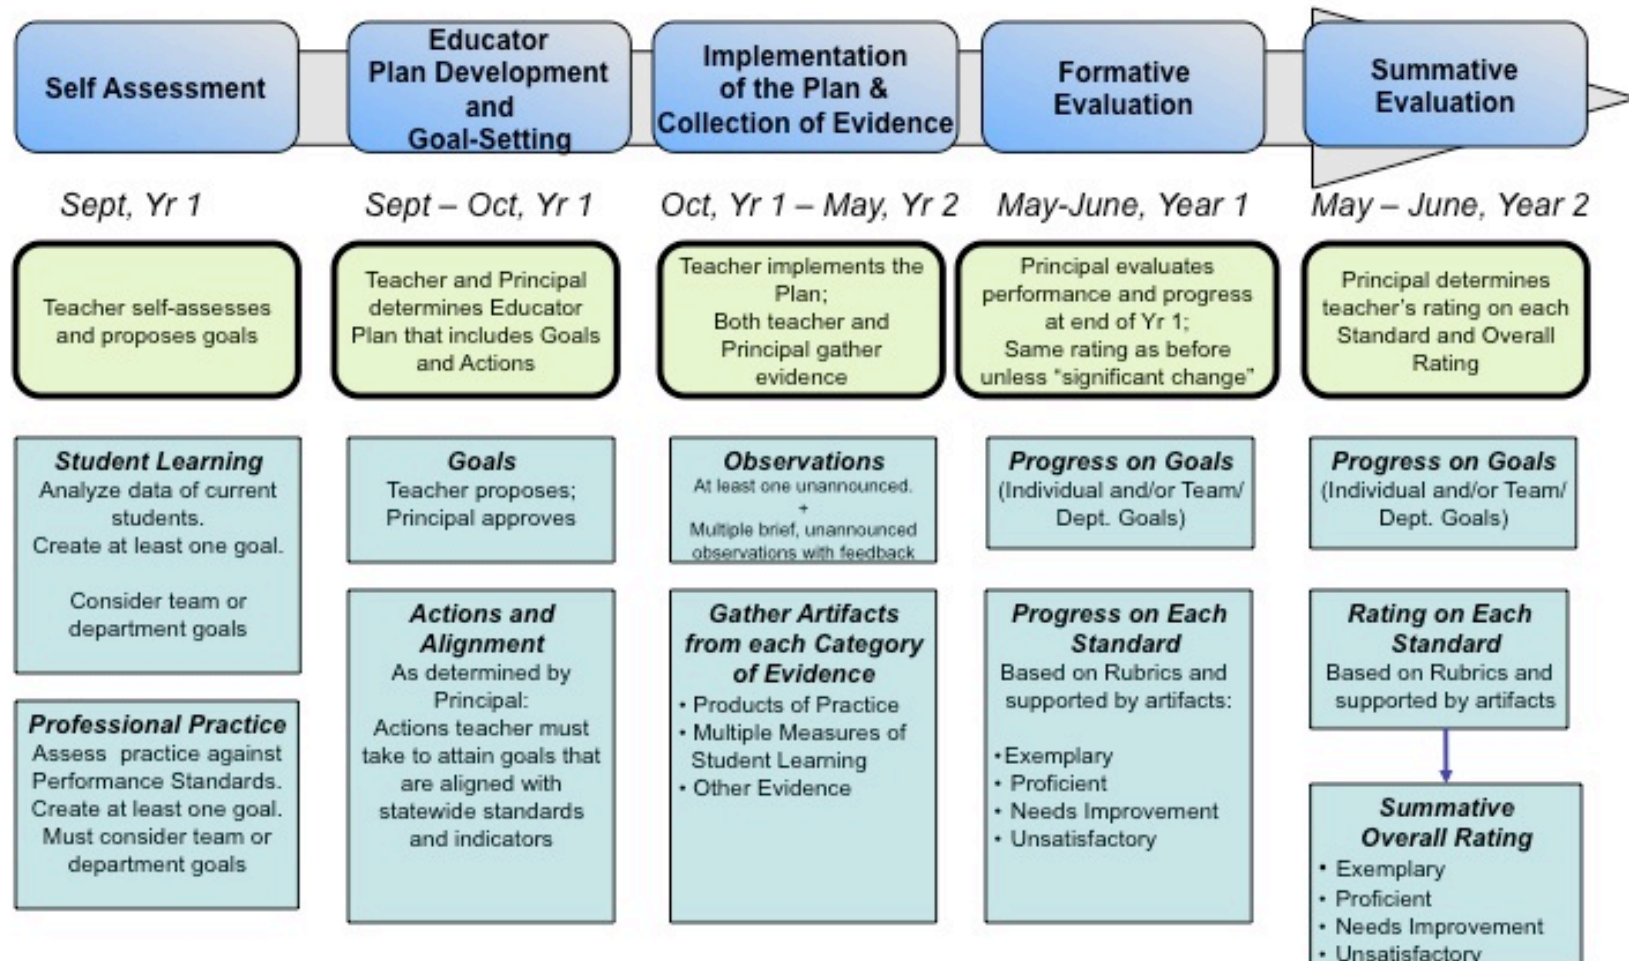 Self Assessment
Educator
Plan Development
and
Goal-Setting
Implementation
of the Plan &
Collection of Evidence
Formative
Evaluation
Summative
Evaluation
Sept, Yr 1
Sept – Oct, Yr 1
Oct, Yr 1 – May, Yr 2
May-June, Year 1
May – June, Year 2
Teacher self-assesses
and proposes goals
Teacher and Principal
determines Educator
Plan that includes Goals
and Actions
Teacher implements the
Plan;
Both teacher and
Principal gather
evidence
Principal evaluates
performance and progress
at end of Yr 1;
Same rating as before
unless “significant change”
Principal determines
teacher’s rating on each
Standard and Overall
Rating
Student Learning
Analyze data of current
students.
Create at least one goal.
Consider team or
department goals
Professional Practice
Assess practice against
Performance Standards.
Create at least one goal.
Must consider team or
department goals
Goals
Teacher proposes;
Principal approves
Actions and
Alignment
As determined by
Principal:
Actions teacher must
take to attain goals that
are aligned with
statewide standards
and indicators
Observations
At least one unannounced.
+
Multiple brief, unannounced
observations with feedback
Gather Artifacts
from each Category
of Evidence
• Products of Practice
• Multiple Measures of
Student Learning
• Other Evidence
Progress on Goals
(Individual and/or Team/
Dept. Goals)
Progress on Each
Standard
Based on Rubrics and
supported by artifacts:
•Exemplary
• Proficient
• Needs Improvement
• Unsatisfactory
Progress on Goals
(Individual and/or Team/
Dept. Goals)
Rating on Each
Standard
Based on Rubrics and
supported by artifacts
Summative
Overall Rating
• Exemplary
• Proficient
• Needs Improvement
• Unsatisfactory